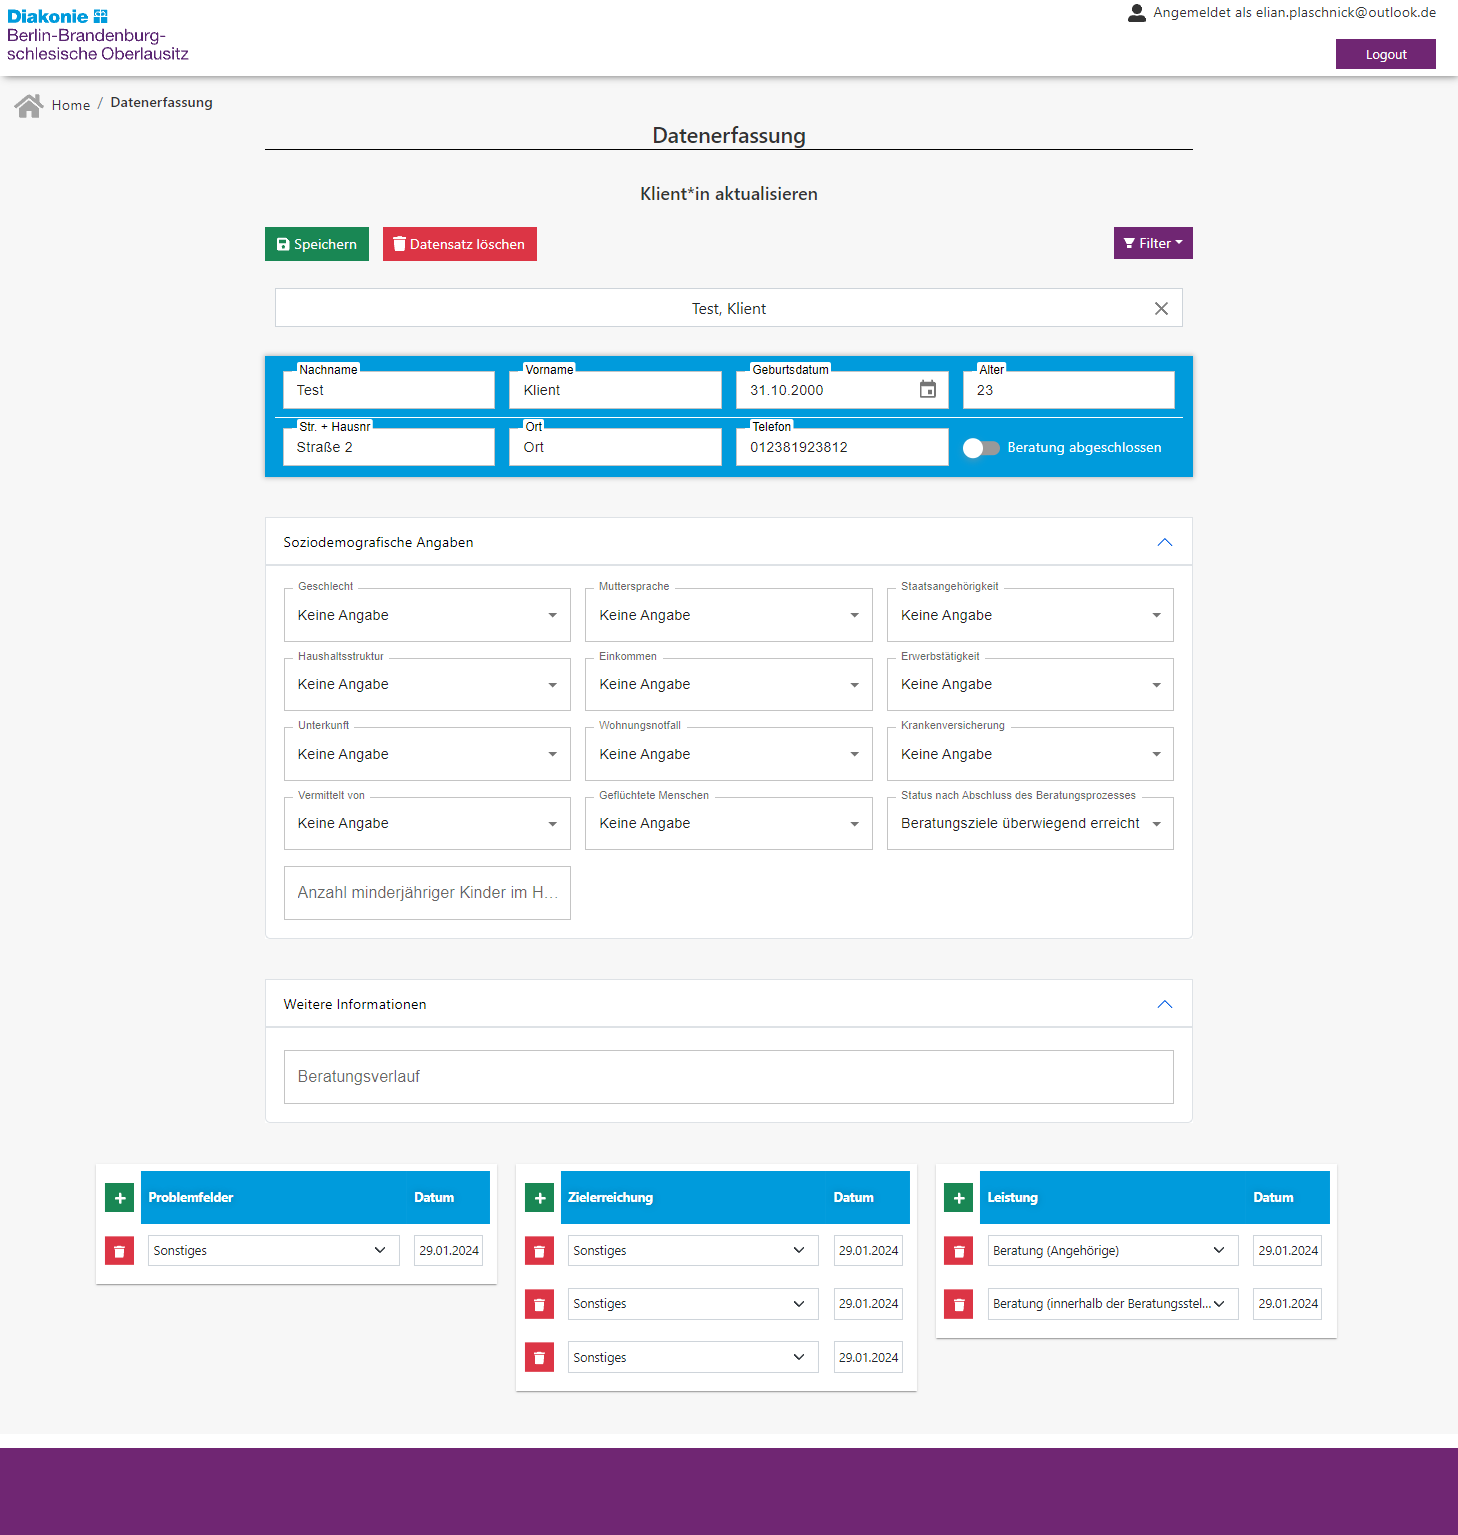 Diakonie
Berlin-Brandenburg-
schlesische Oberlausitz
Angemeldet als elian.plaschnick@outlook.de
Logout
Home / Datenerfassung
Datenerfassung
Klient*in aktualisieren
Speichern
Datensatz löschen
Filter
Test, Klient
Nachname
Test
Vorname
Klient
Geburtsdatum
31.10.2000
Alter
23
Str. + Hausnr
Straße 2
Ort
Ort
Telefon
012381923812
Beratung abgeschlossen
Soziodemografische Angaben
Geschlecht
Keine Angabe
Muttersprache
Keine Angabe
Staatsangehörigkeit
Keine Angabe
Haushaltsstruktur
Keine Angabe
Einkommen
Keine Angabe
Erwerbstätigkeit
Keine Angabe
Unterkunft
Keine Angabe
Wohnungsnotfall
Keine Angabe
Krankenversicherung
Keine Angabe
Vermittelt von
Keine Angabe
Geflüchtete Menschen
Keine Angabe
Status nach Abschluss des Beratungsprozesses
Beratungsziele überwiegend erreicht
Anzahl minderjähriger Kinder im H...
Weitere Informationen
Beratungsverlauf
Problemfelder Datum
Sonstiges 29.01.2024
Zielerreichung Datum
Sonstiges 29.01.2024
Sonstiges 29.01.2024
Sonstiges 29.01.2024
Leistung Datum
Beratung (Angehörige) 29.01.2024
Beratung (innerhalb der Beratungsstel... 29.01.2024